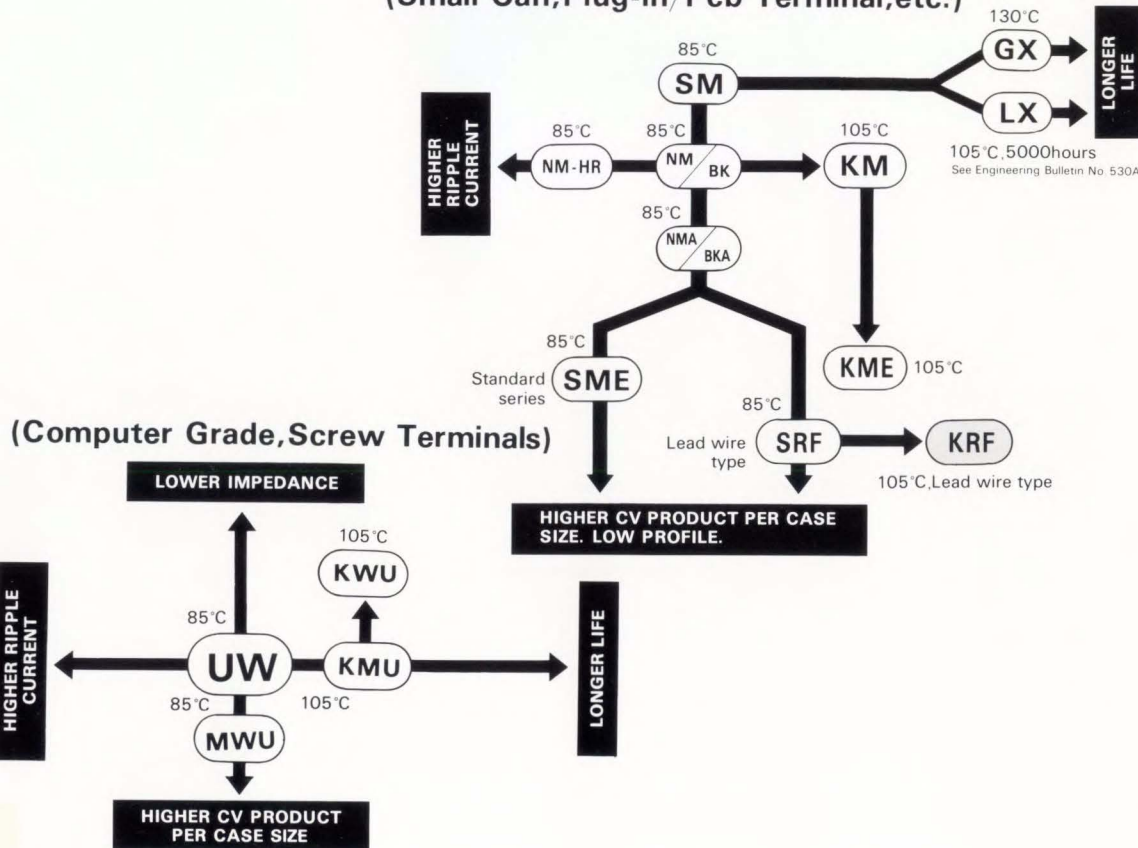 (Small Can,Plug-in/Pcb Terminal,etc.)
130°C
GX
LONGER
LIFE
85°C
SM
LX
105°C,5000hours
See Engineering Bulletin No 530A
HIGHER
RIPPLE
CURRENT
85°C
NM-HR
85°C
NM/BK
105°C
KM
85°C
NMA/BKA
85°C
Standard
series
SME
KME
105°C
85°C
Lead wire
type
SRF
KRF
105°C,Lead wire type
HIGHER CV PRODUCT PER CASE
SIZE. LOW PROFILE.
(Computer Grade,Screw Terminals)
LOWER IMPEDANCE
105°C
KWU
HIGHER RIPPLE
CURRENT
85°C
UW
KMU
105°C
LONGER LIFE
85°C
MWU
HIGHER CV PRODUCT
PER CASE SIZE